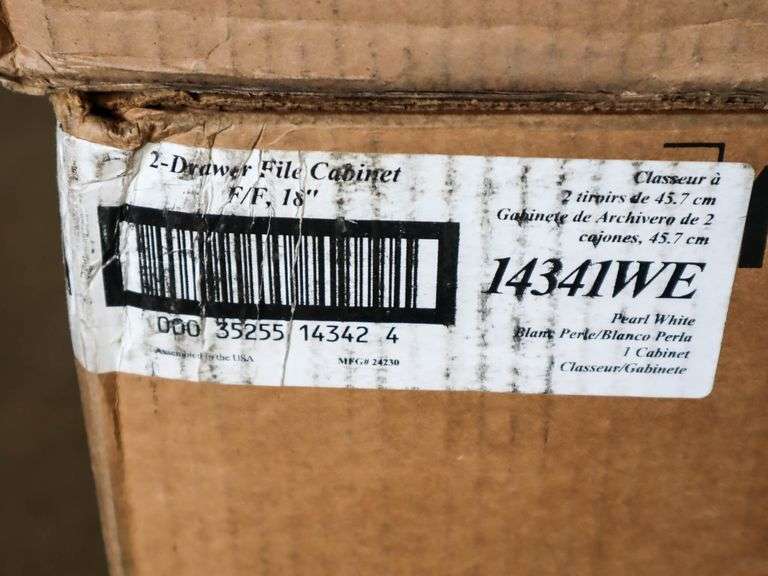 2-Drawer File Cabinet
F/F, 18"
000 35255 14342 4
Assembled in the USA
MFG# 24230
Classeur à
2 tiroirs de 45.7 cm
Gabinete de Archivero de 2
cajones, 45.7 cm
14341WE
Pearl White
Blanc Perle/Blanco Perla
1 Cabinet
Classeur/Gabinete